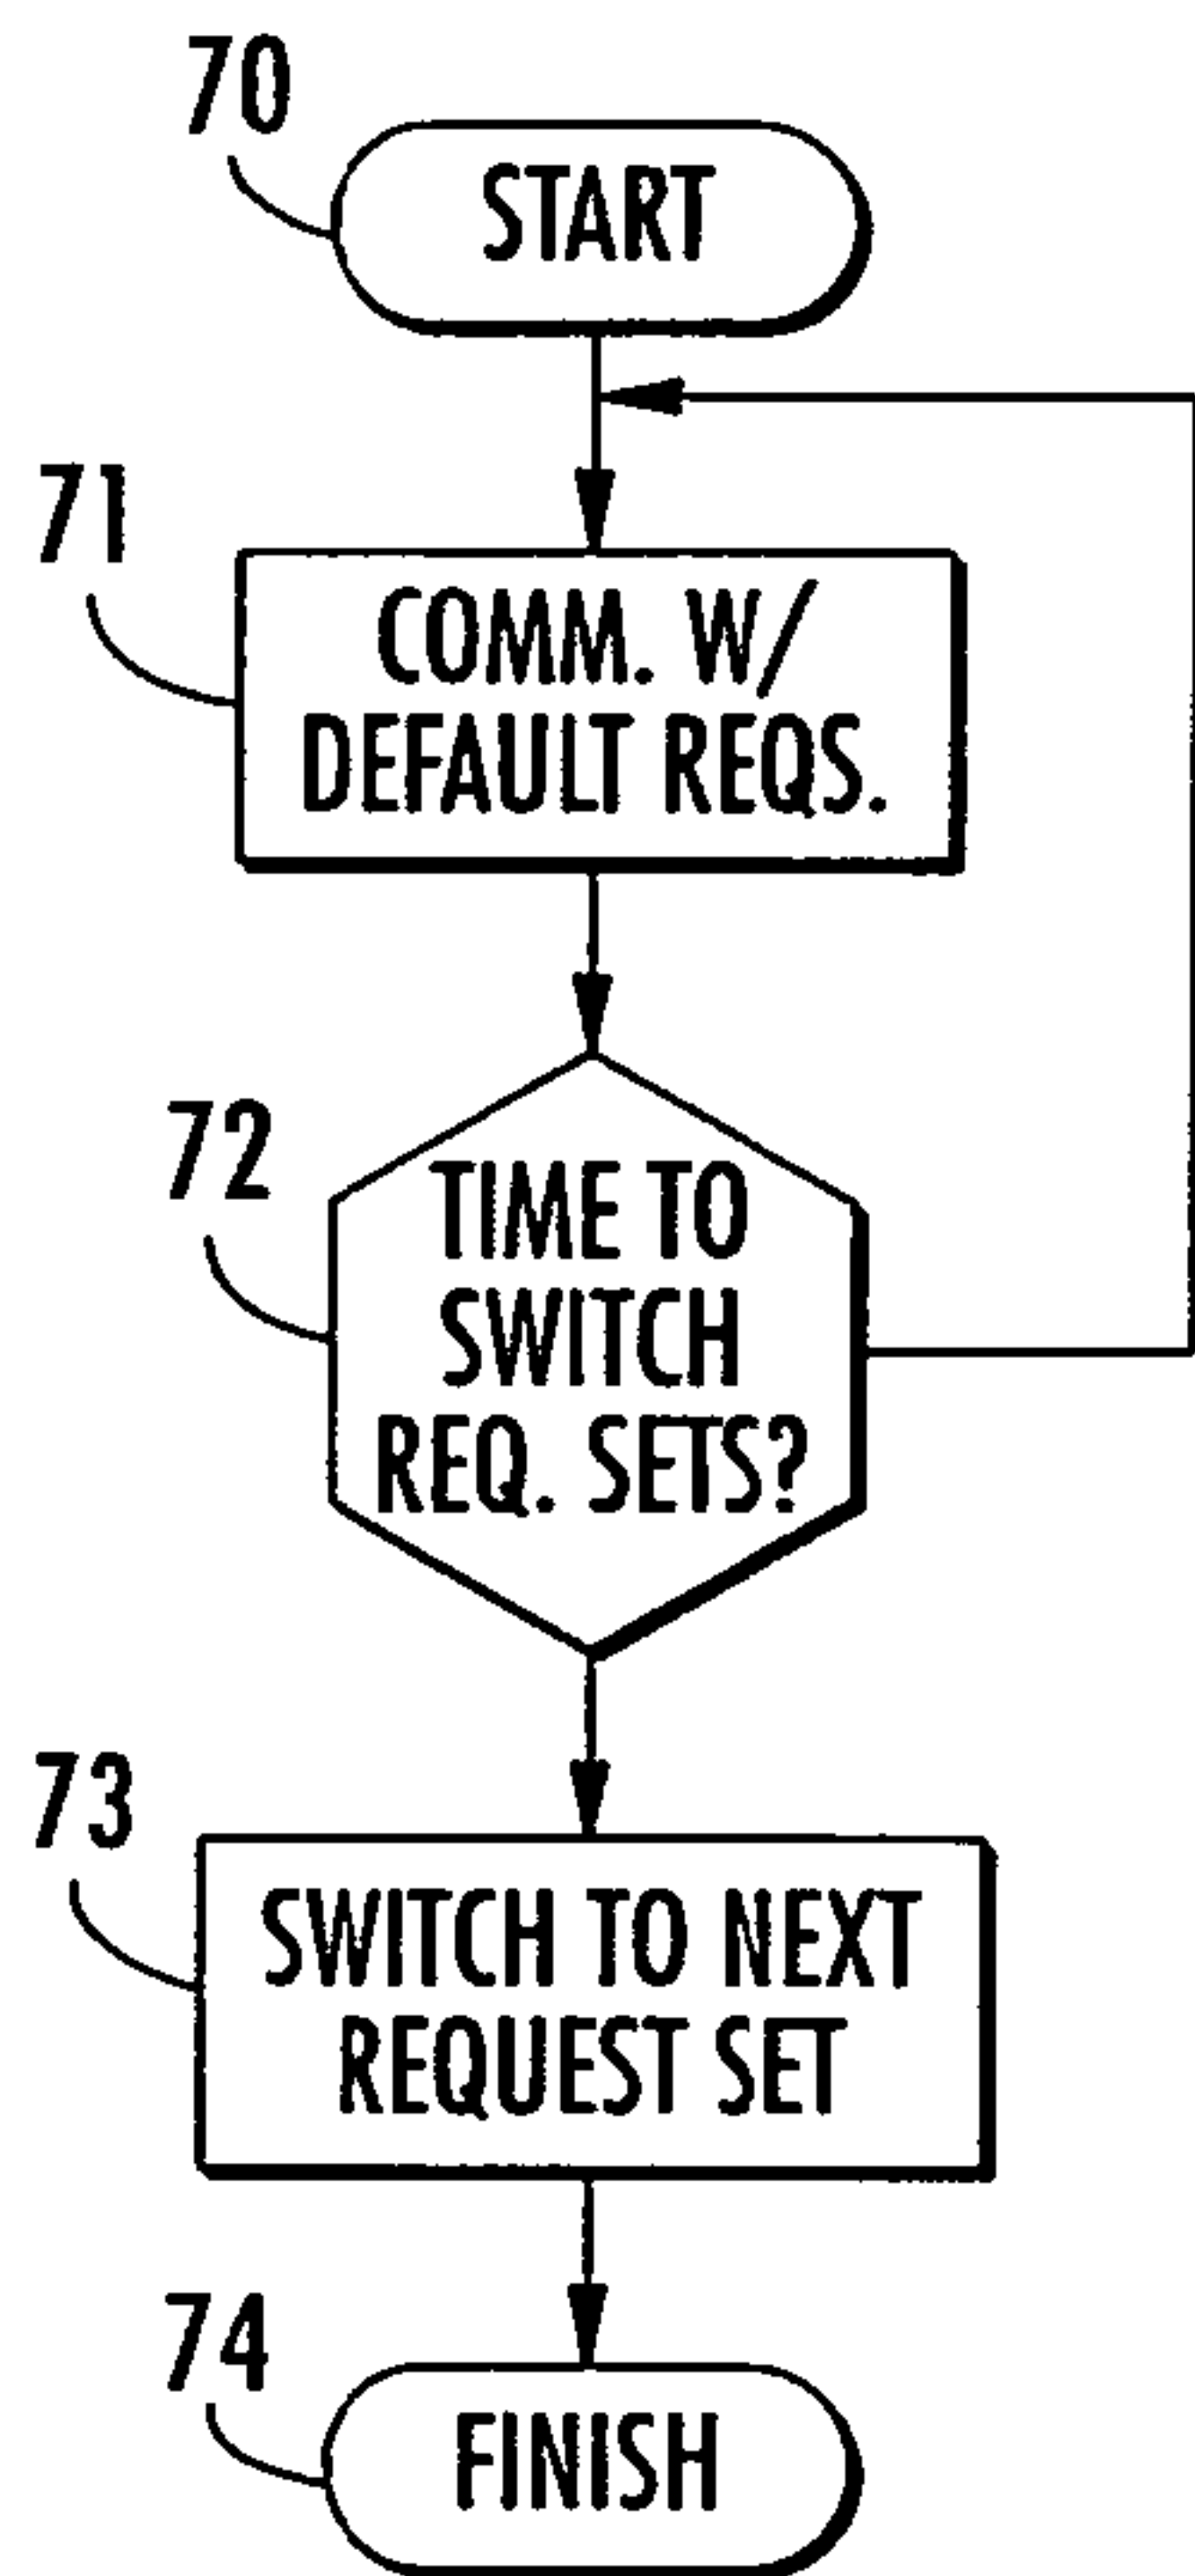 70
START
71
COMM. W/
DEFAULT REQS.
72
TIME TO
SWITCH
REQ. SETS?
73
SWITCH TO NEXT
REQUEST SET
74
FINISH